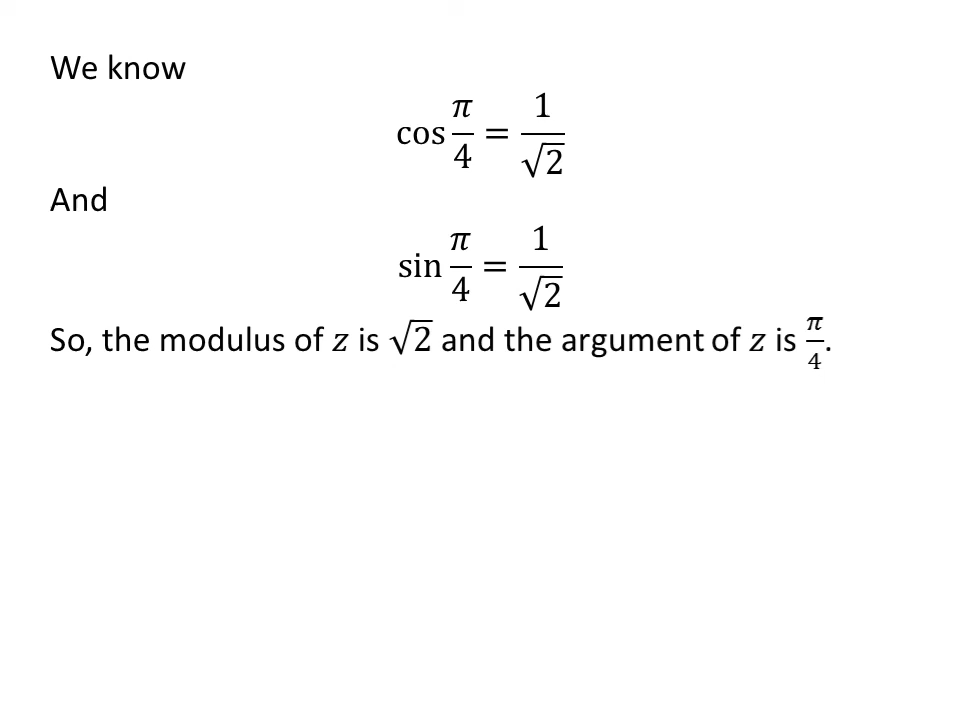 We know
cos π/4 = 1/√2
And
sin π/4 = 1/√2
So, the modulus of z is √2 and the argument of z is π/4.